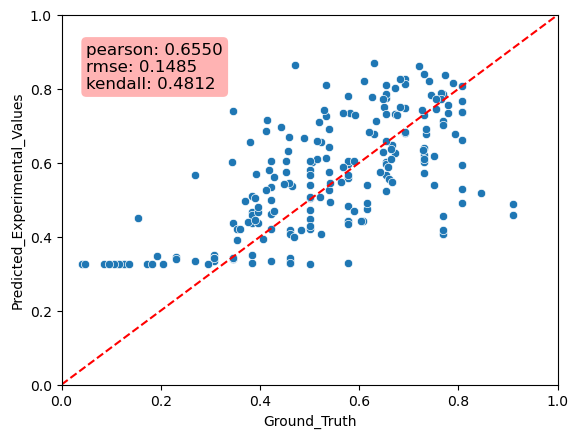 1.0
0.8
0.6
0.4
0.2
0.0
Predicted_Experimental_Values
pearson: 0.6550
rmse: 0.1485
kendall: 0.4812
0.0 0.2 0.4 0.6 0.8 1.0
Ground_Truth